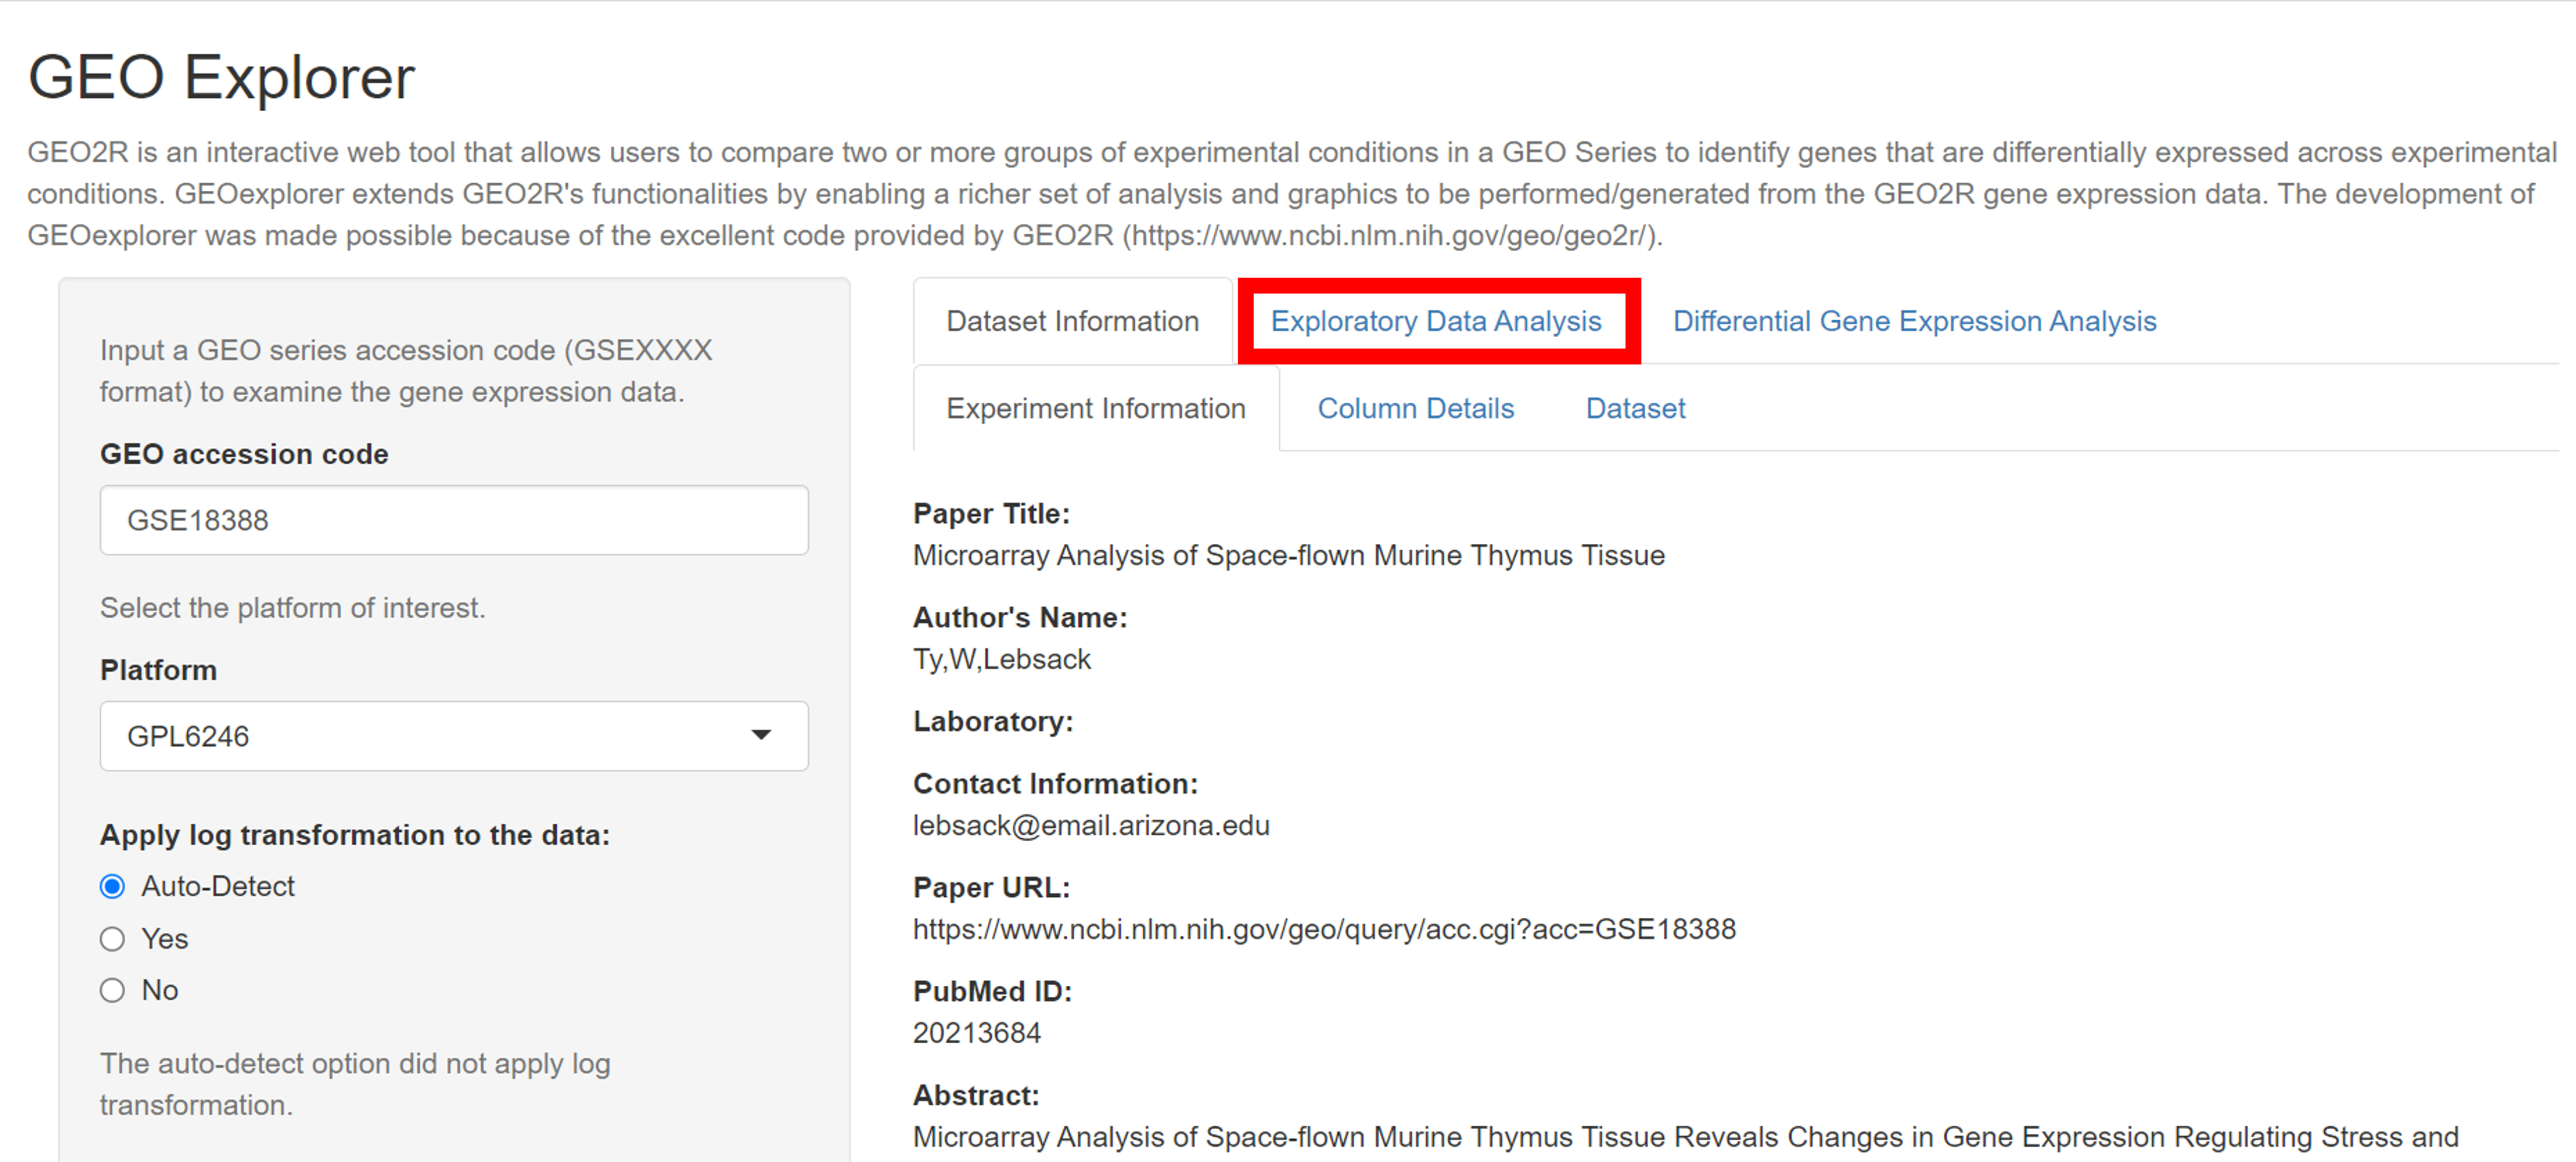 GEO Explorer
GEO2R is an interactive web tool that allows users to compare two or more groups of experimental conditions in a GEO Series to identify genes that are differentially expressed across experimental
conditions. GEOexplorer extends GEO2R's functionalities by enabling a richer set of analysis and graphics to be performed/generated from the GEO2R gene expression data. The development of
GEOexplorer was made possible because of the excellent code provided by GEO2R (https://www.ncbi.nlm.nih.gov/geo/geo2r/).
Input a GEO series accession code (GSEXXXX
format) to examine the gene expression data.
GEO accession code
GSE18388
Select the platform of interest.
Platform
GPL6246
Apply log transformation to the data:
Auto-Detect
Yes
No
The auto-detect option did not apply log
transformation.
Dataset Information Exploratory Data Analysis Differential Gene Expression Analysis
Experiment Information Column Details Dataset
Paper Title:
Microarray Analysis of Space-flown Murine Thymus Tissue
Author's Name:
Ty,W,Lebsack
Laboratory:
Contact Information:
lebsack@email.arizona.edu
Paper URL:
https://www.ncbi.nlm.nih.gov/geo/query/acc.cgi?acc=GSE18388
PubMed ID:
20213684
Abstract:
Microarray Analysis of Space-flown Murine Thymus Tissue Reveals Changes in Gene Expression Regulating Stress and